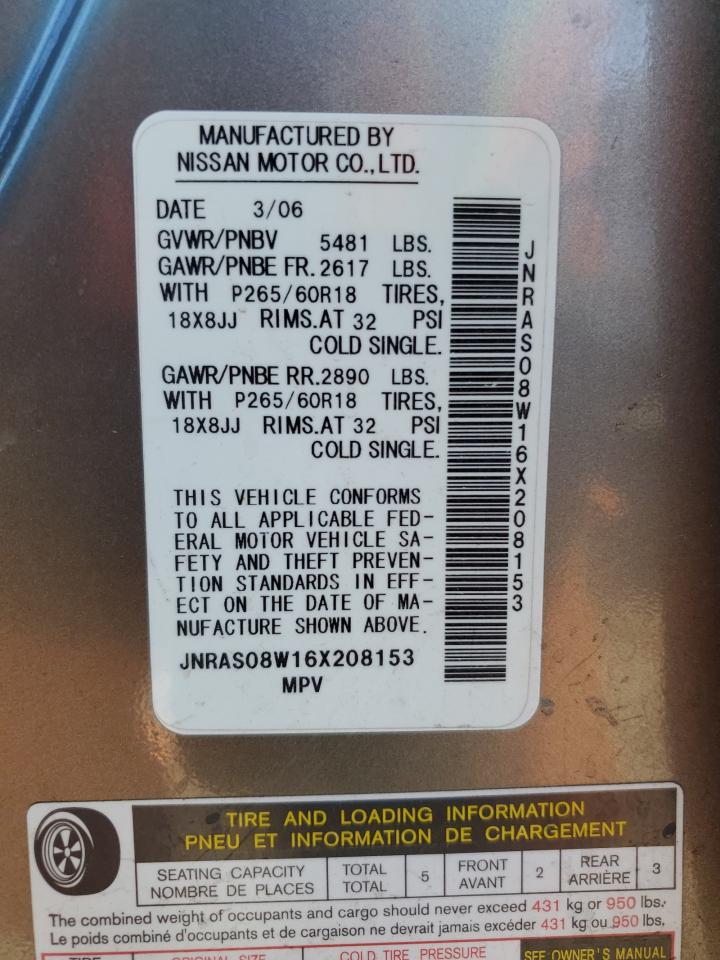 MANUFACTURED BY
NISSAN MOTOR CO.,LTD.
DATE 3/06
GVWR/PNBV 5481 LBS.
GAWR/PNBE FR.2617 LBS.
WITH P265/60R18 TIRES,
18X8JJ RIMS.AT 32 PSI
COLD SINGLE.
GAWR/PNBE RR.2890 LBS.
WITH P265/60R18 TIRES,
18X8JJ RIMS.AT 32 PSI
COLD SINGLE.
THIS VEHICLE CONFORMS
TO ALL APPLICABLE FED-
ERAL MOTOR VEHICLE SA-
FETY AND THEFT PREVEN-
TION STANDARDS IN EFF-
ECT ON THE DATE OF MA-
NUFACTURE SHOWN ABOVE.
JNRAS08W16X208153
MPV
JNRAS08W16X208153
TIRE AND LOADING INFORMATION
PNEU ET INFORMATION DE CHARGEMENT
SEATING CAPACITY TOTAL 5 FRONT 2 REAR 3
NOMBRE DE PLACES TOTAL AVANT ARRIÈRE
The combined weight of occupants and cargo should never exceed 431 kg or 950 lbs.
Le poids combiné d'occupants et de cargaison ne devrait jamais excéder 431 kg ou 950 lbs.
TIRE ORIGINAL SIZE COLD TIRE PRESSURE SEE OWNER'S MANUAL